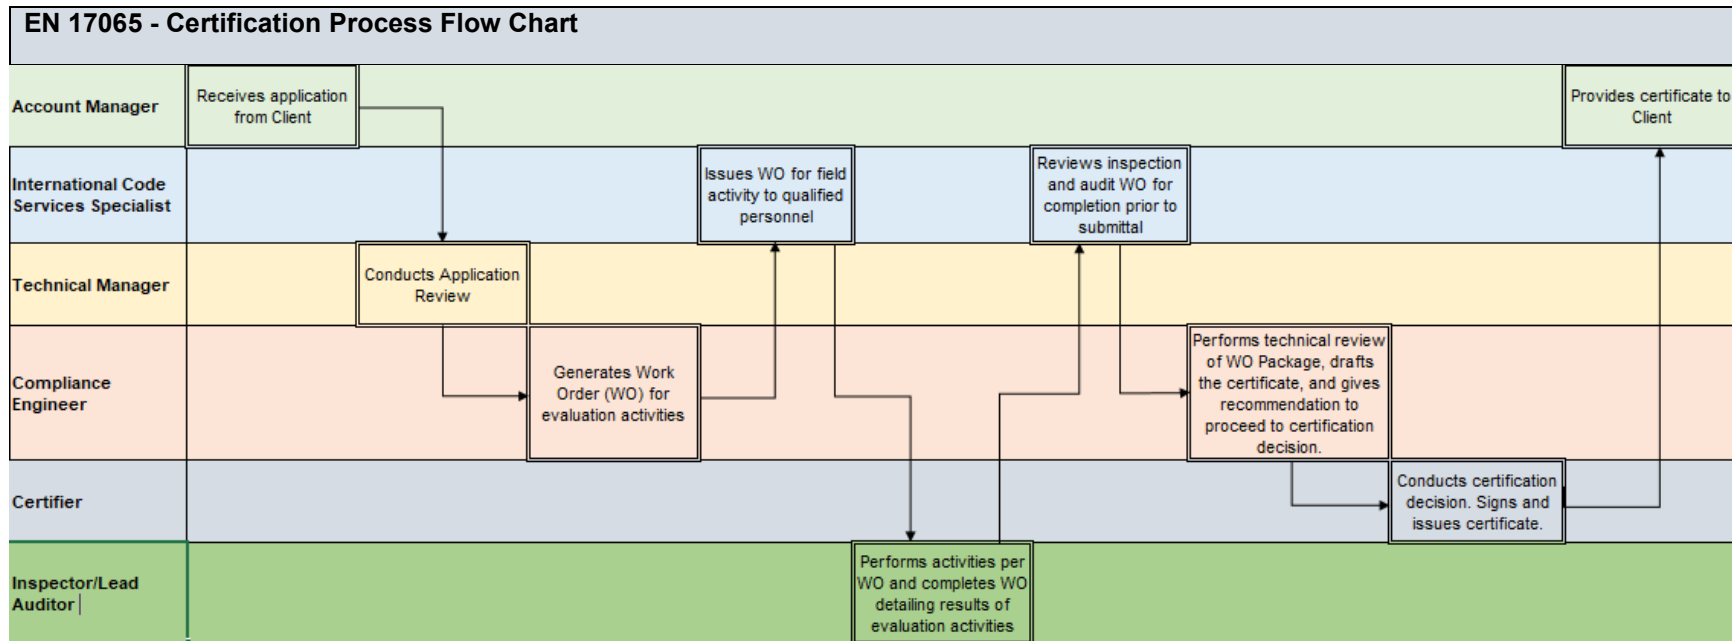 EN 17065 - Certification Process Flow Chart
Account Manager
Receives application
from Client
Provides certificate to
Client
International Code
Services Specialist
Issues WO for field
activity to qualified
personnel
Reviews inspection
and audit WO for
completion prior to
submittal
Technical Manager
Conducts Application
Review
Compliance
Engineer
Generates Work
Order (WO) for
evaluation activities
Performs technical review
of WO Package, drafts
the certificate, and gives
recommendation to
proceed to certification
decision.
Certifier
Conducts certification
decision. Signs and
issues certificate.
Inspector/Lead
Auditor
Performs activities per
WO and completes WO
detailing results of
evaluation activities